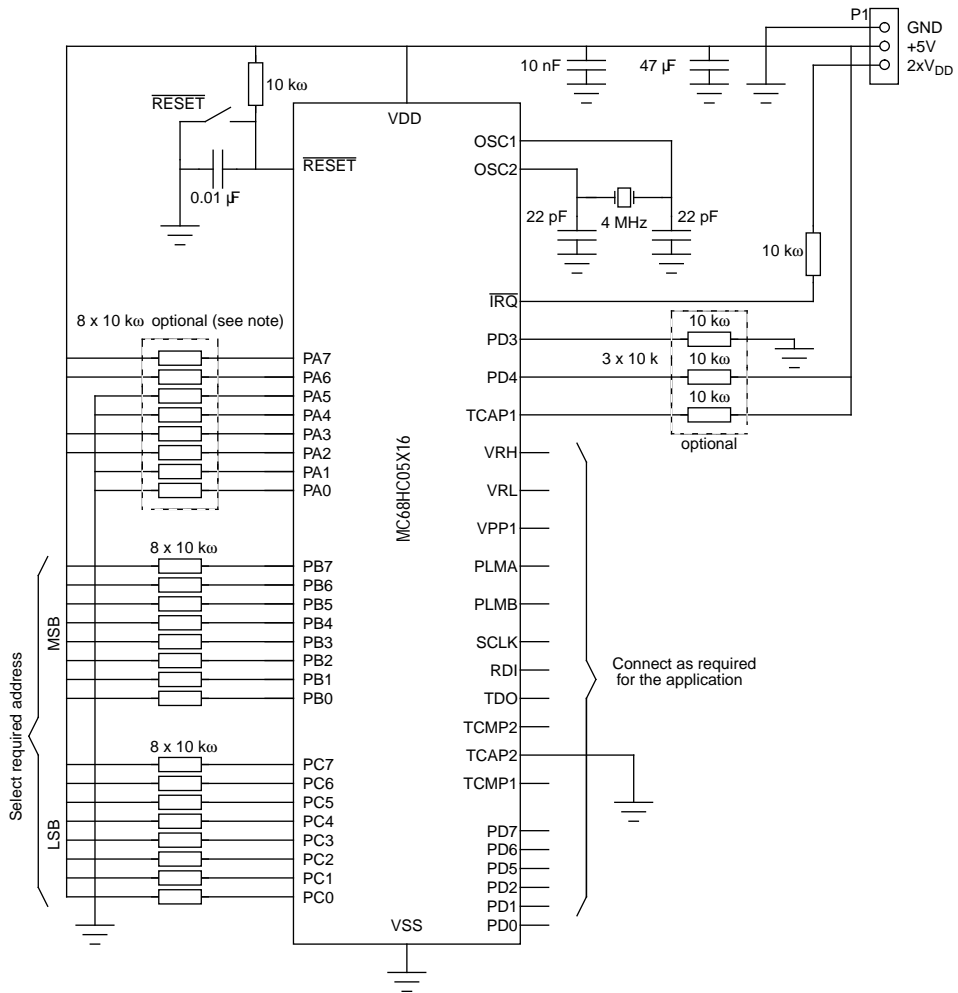 P1
GND
+5V
2xVDD
10 nF
47 µF
10 kω
RESET
0.01 µF
VDD
RESET
OSC1
OSC2
22 pF
4 MHz
22 pF
10 kω
IRQ
8 x 10 kω optional (see note)
PA7
PA6
PA5
PA4
PA3
PA2
PA1
PA0
PD3
PD4
TCAP1
10 kω
3 x 10 k
10 kω
10 kω
optional
MC68HC05X16
VRH
VRL
VPP1
PLMA
PLMB
SCLK
RDI
TDO
TCMP2
TCAP2
TCMP1
PD7
PD6
PD5
PD2
PD1
PD0
Connect as required
for the application
8 x 10 kω
PB7
PB6
PB5
PB4
PB3
PB2
PB1
PB0
MSB
Select required address
LSB
8 x 10 kω
PC7
PC6
PC5
PC4
PC3
PC2
PC1
PC0
VSS